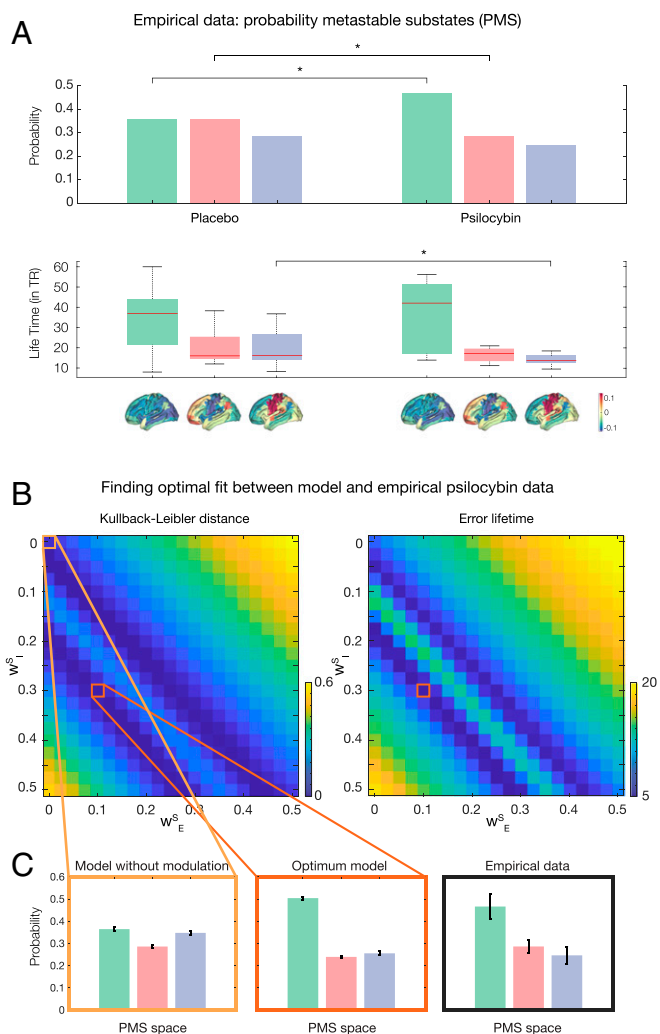 A
Empirical data: probability metastable substates (PMS)
*
*
Probability
0.5
0.4
0.3
0.2
0.1
0
Placebo
Psilocybin
*
Life Time (in TR)
60
50
40
30
20
10
0.1
0
-0.1
B
Finding optimal fit between model and empirical psilocybin data
Kullback-Leibler distance
Error lifetime
W^S_I
0
0.1
0.2
0.3
0.4
0.5
0 0.1 0.2 0.3 0.4 0.5
W^S_E
0.6
0
W^S_I
0
0.1
0.2
0.3
0.4
0.5
0 0.1 0.2 0.3 0.4 0.5
W^S_E
20
5
C
Model without modulation
Optimum model
Empirical data
Probability
0.6
0.5
0.4
0.3
0.2
0.1
0
PMS space
PMS space
PMS space